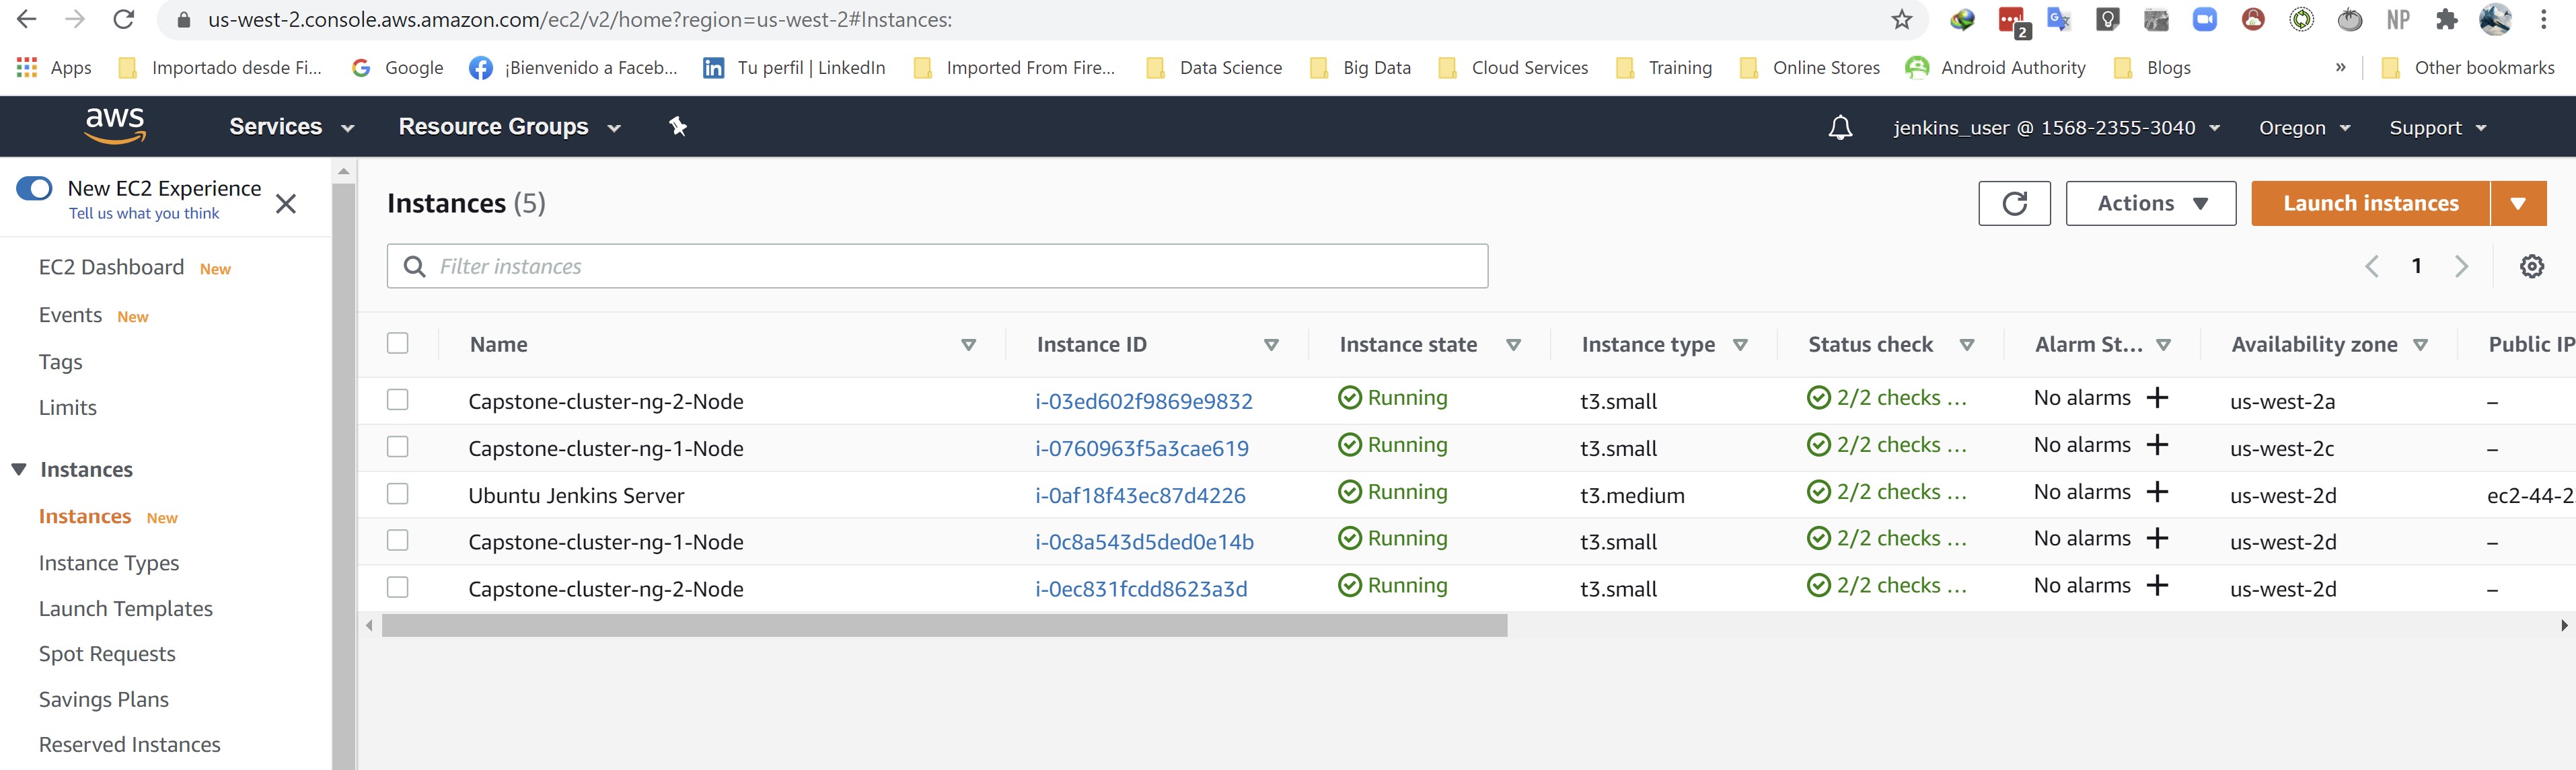 us-west-2.console.aws.amazon.com/ec2/v2/home?region=us-west-2#Instances:
2
NP
Apps Importado desde Fi... Google ¡Bienvenido a Faceb... Tu perfil | LinkedIn Imported From Fire... Data Science Big Data Cloud Services Training Online Stores Android Authority Blogs » Other bookmarks
aws Services Resource Groups jenkins_user @ 1568-2355-3040 Oregon Support
New EC2 Experience
Tell us what you think
EC2 Dashboard New
Events New
Tags
Limits
Instances
Instances New
Instance Types
Launch Templates
Spot Requests
Savings Plans
Reserved Instances
Instances (5) Actions Launch instances
Filter instances 1
Name Instance ID Instance state Instance type Status check Alarm St... Availability zone Public IP
Capstone-cluster-ng-2-Node i-03ed602f9869e9832 Running t3.small 2/2 checks ... No alarms + us-west-2a –
Capstone-cluster-ng-1-Node i-0760963f5a3cae619 Running t3.small 2/2 checks ... No alarms + us-west-2c –
Ubuntu Jenkins Server i-0af18f43ec87d4226 Running t3.medium 2/2 checks ... No alarms + us-west-2d ec2-44-2
Capstone-cluster-ng-1-Node i-0c8a543d5ded0e14b Running t3.small 2/2 checks ... No alarms + us-west-2d –
Capstone-cluster-ng-2-Node i-0ec831fcdd8623a3d Running t3.small 2/2 checks ... No alarms + us-west-2d –